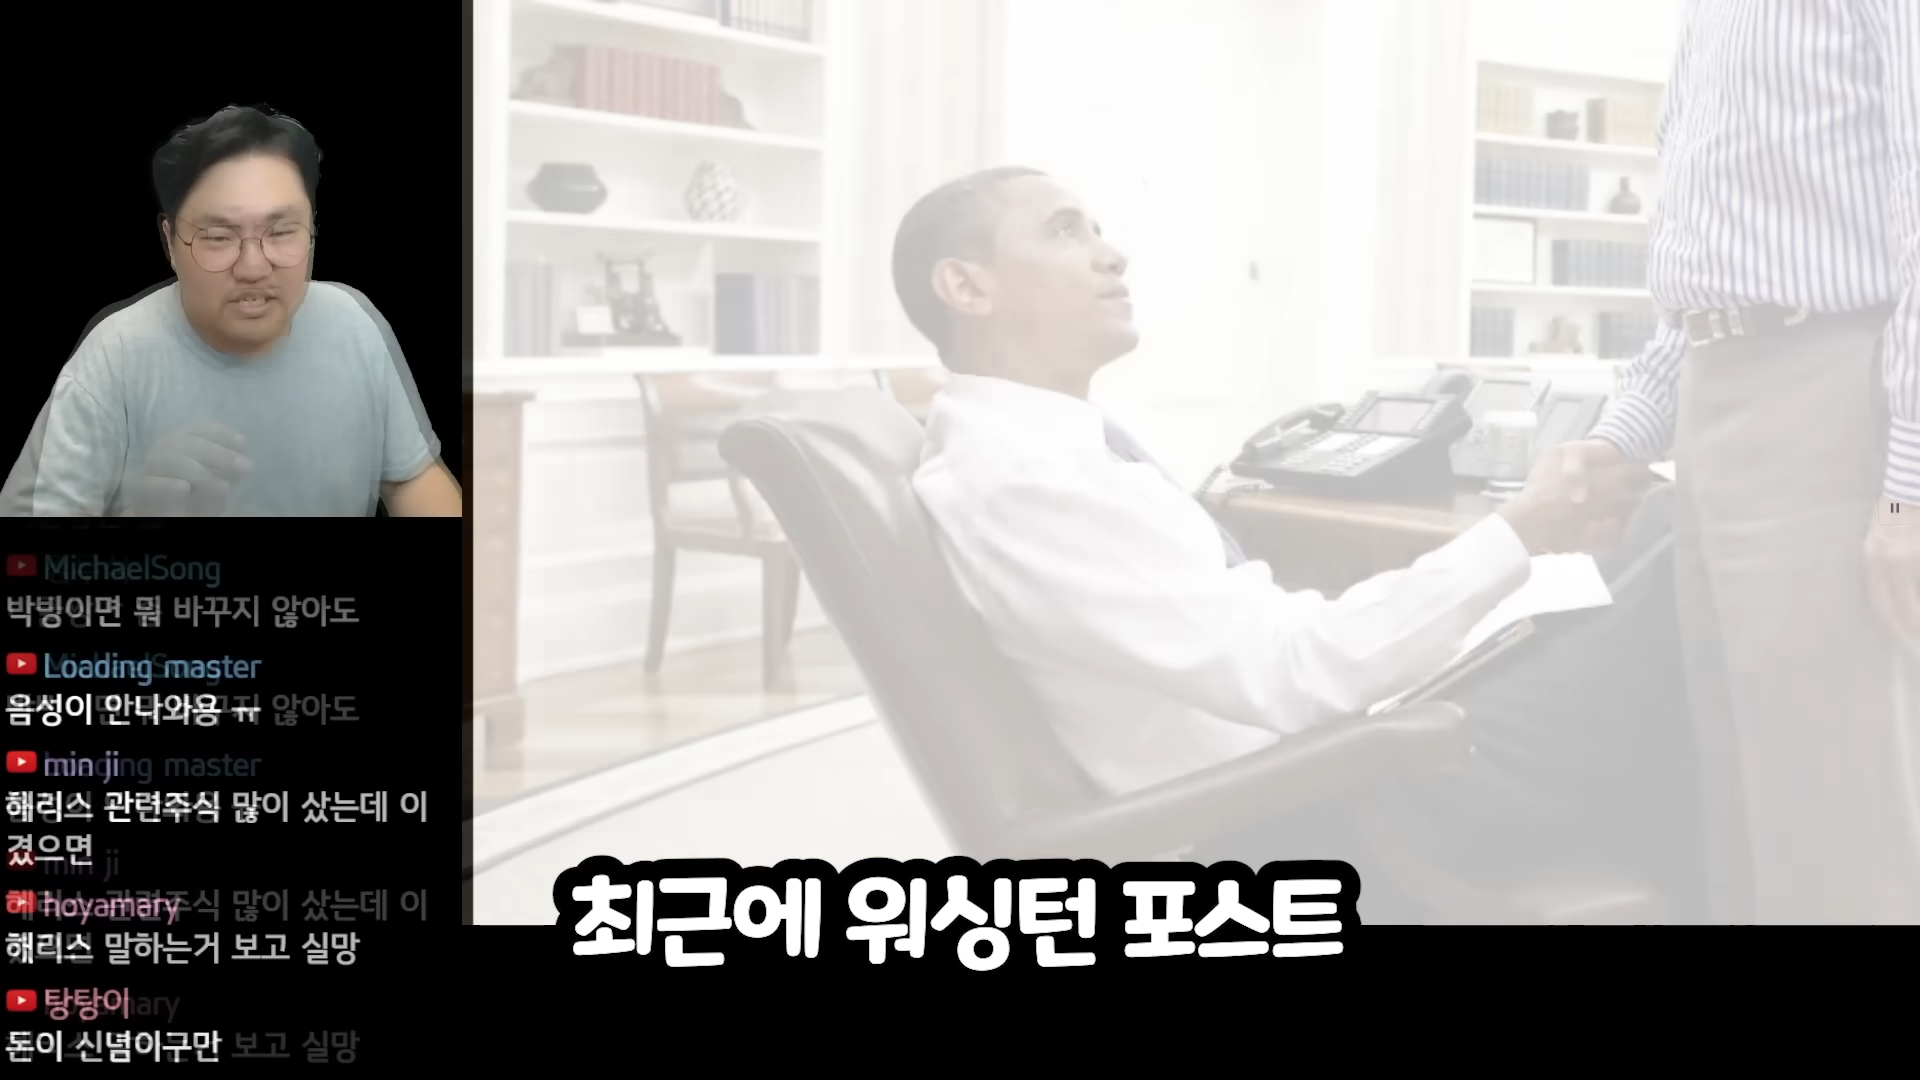 MichaelSong
박빙이면 뭐 바꾸지 않아도
Loading master
음성이 안나와용 ㅠ
min ji
해리스 관련주식 많이 샀는데 이
겼으면
hoyamary
해리스 말하는거 보고 실망
탕탕이
돈이 신념이구만
최근에 워싱턴 포스트